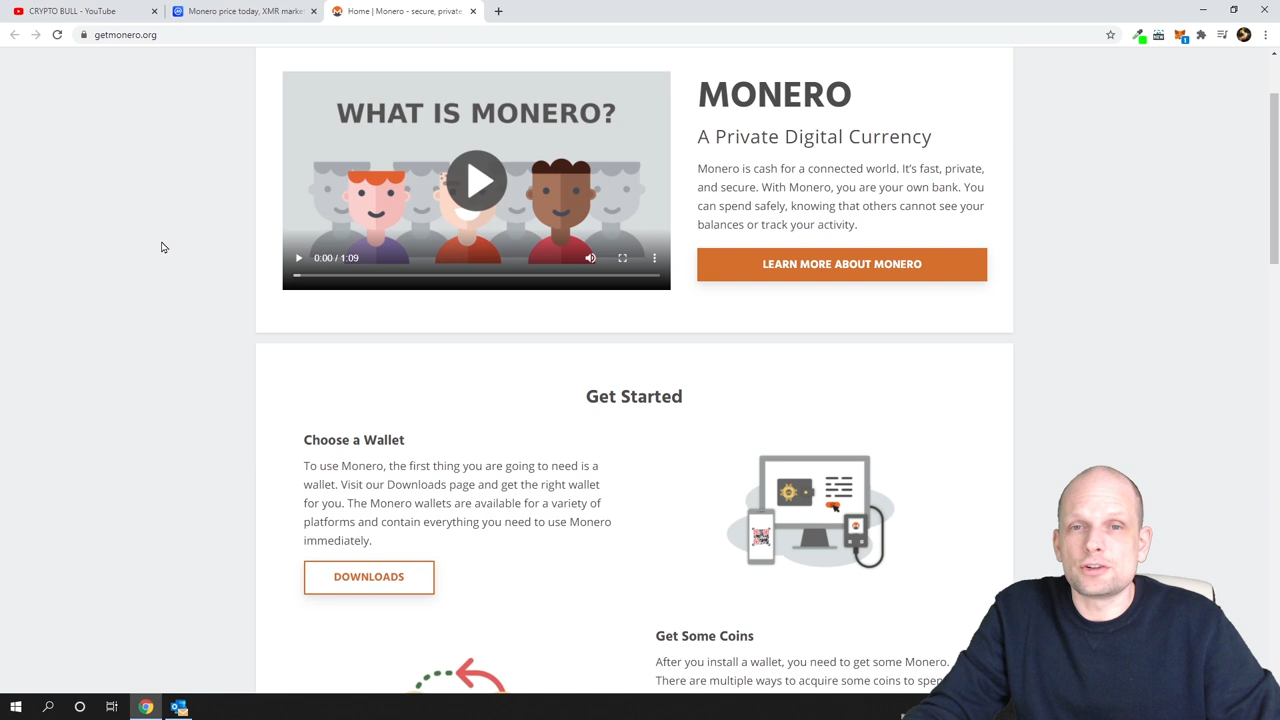 CRYPTO BULL - YouTube
Monero price today, XMR marke
Home | Monero - secure, private
getmonero.org
1
WHAT IS MONERO?
0:00 / 1:09
MONERO
A Private Digital Currency
Monero is cash for a connected world. It's fast, private,
and secure. With Monero, you are your own bank. You
can spend safely, knowing that others cannot see your
balances or track your activity.
LEARN MORE ABOUT MONERO
Get Started
Choose a Wallet
To use Monero, the first thing you are going to need is a
wallet. Visit our Downloads page and get the right wallet
for you. The Monero wallets are available for a variety of
platforms and contain everything you need to use Monero
immediately.
DOWNLOADS
Get Some Coins
After you install a wallet, you need to get some Monero.
There are multiple ways to acquire some coins to spen